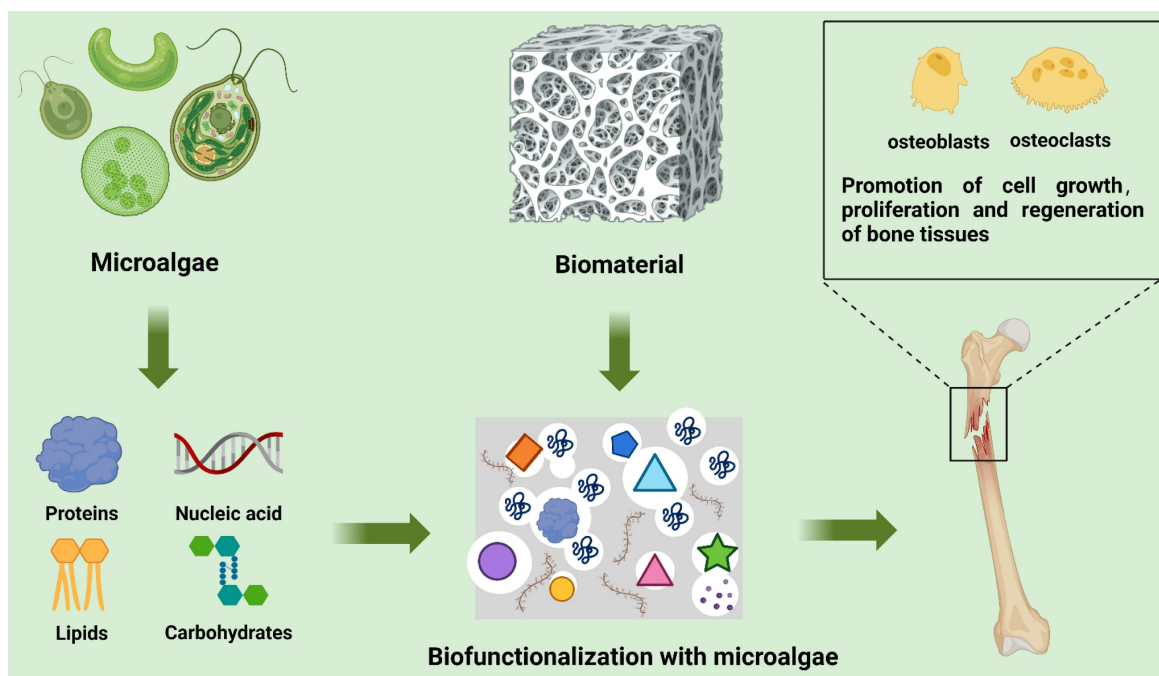 osteoblasts
osteoclasts
Promotion of cell growth,
proliferation and regeneration
of bone tissues
Microalgae
Biomaterial
Proteins
Nucleic acid
Lipids
Carbohydrates
Biofunctionalization with microalgae